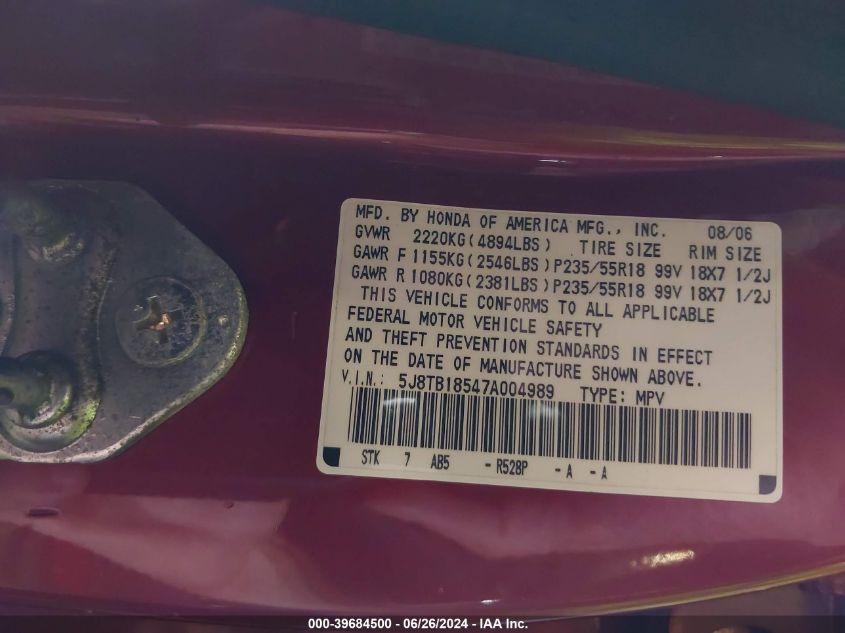 MFD. BY HONDA OF AMERICA MFG., INC. 08/06
GVWR 2220KG(4894LBS) TIRE SIZE RIM SIZE
GAWR F 1155KG(2546LBS)P235/55R18 99V 18X7 1/2J
GAWR R 1080KG(2381LBS)P235/55R18 99V 18X7 1/2J
THIS VEHICLE CONFORMS TO ALL APPLICABLE
FEDERAL MOTOR VEHICLE SAFETY
AND THEFT PREVENTION STANDARDS IN EFFECT
ON THE DATE OF MANUFACTURE SHOWN ABOVE.
V.I.N.: 5J8TB18547A004989 TYPE: MPV
STK 7 AB5 -R528P -A -A
000-39684500 - 06/26/2024 - IAA Inc.